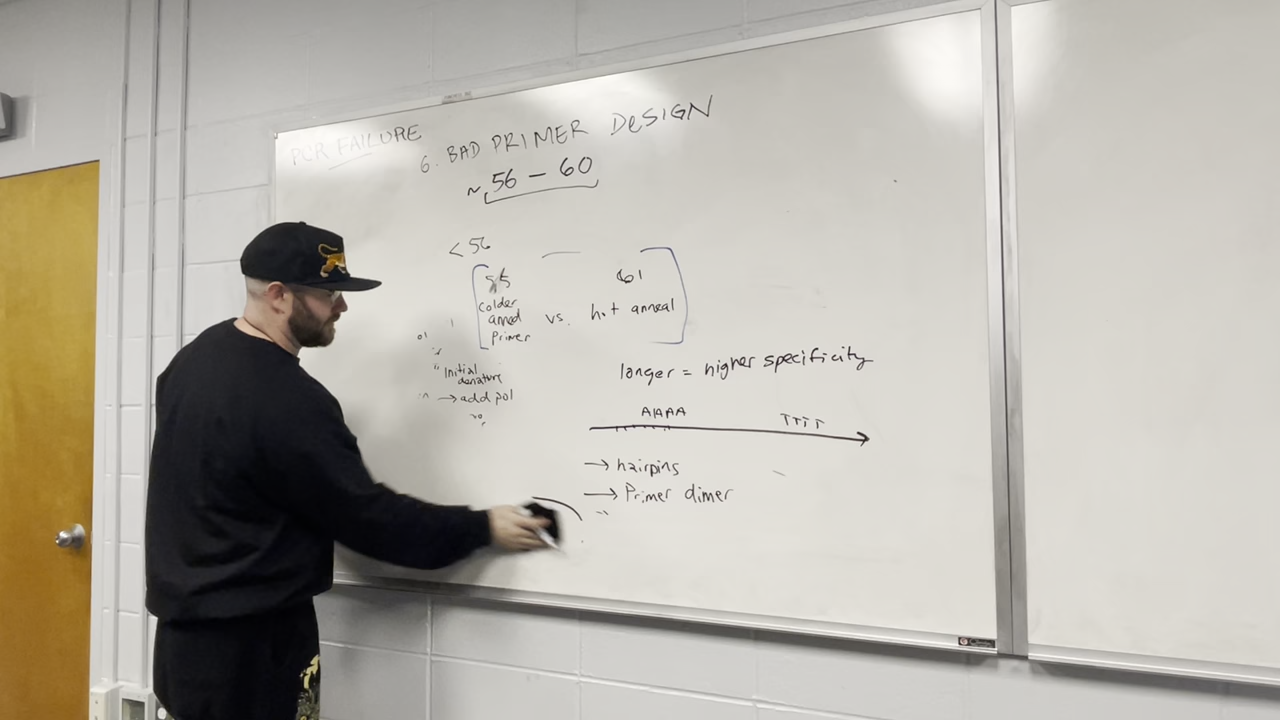 PCR FAILURE
6. BAD PRIMER DESIGN
~56 – 60
< 56
55
61
Colder
anneal
Primer
vs.
hot anneal
longer = higher specificity
Initial
denature
→ add pol
AAAA
TTTT
→ hairpins
→ Primer dimer